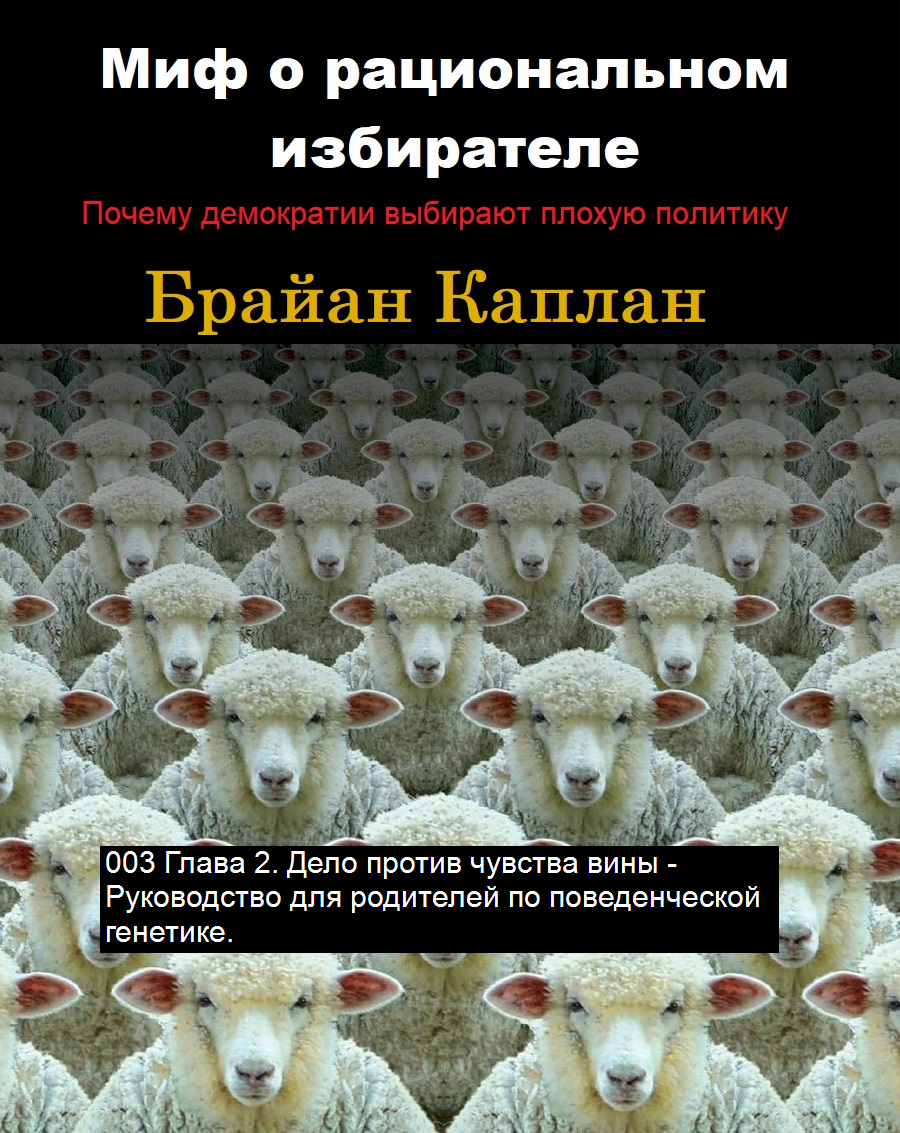 Миф о рациональном
избирателе
Почему демократии выбирают плохую политику
Брайан Каплан
003 Глава 2. Дело против чувства вины -
Руководство для родителей по поведенческой
генетике.